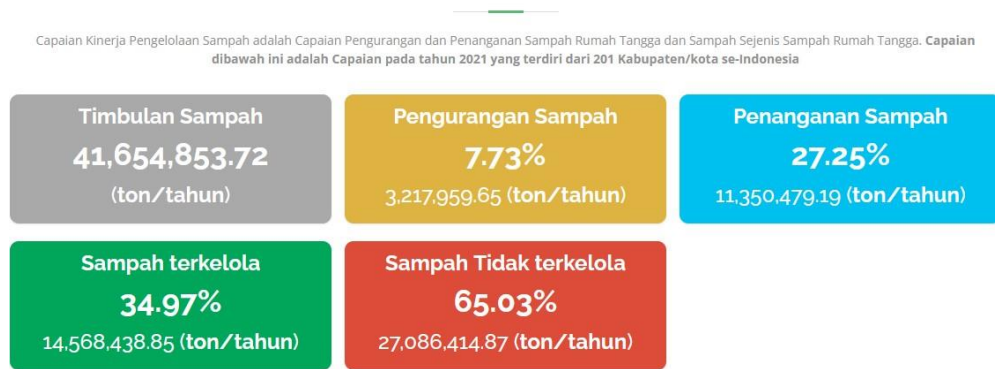 Capaian Kinerja Pengelolaan Sampah adalah Capaian Pengurangan dan Penanganan Sampah Rumah Tangga dan Sampah Sejenis Sampah Rumah Tangga. Capaian
dibawah ini adalah Capaian pada tahun 2021 yang terdiri dari 201 Kabupaten/kota se-Indonesia
Timbulan Sampah
41,654,853.72
(ton/tahun)
Pengurangan Sampah
7.73%
3,217,959.65 (ton/tahun)
Penanganan Sampah
27.25%
11,350,479.19 (ton/tahun)
Sampah terkelola
34.97%
14,568,438.85 (ton/tahun)
Sampah Tidak terkelola
65.03%
27,086,414.87 (ton/tahun)